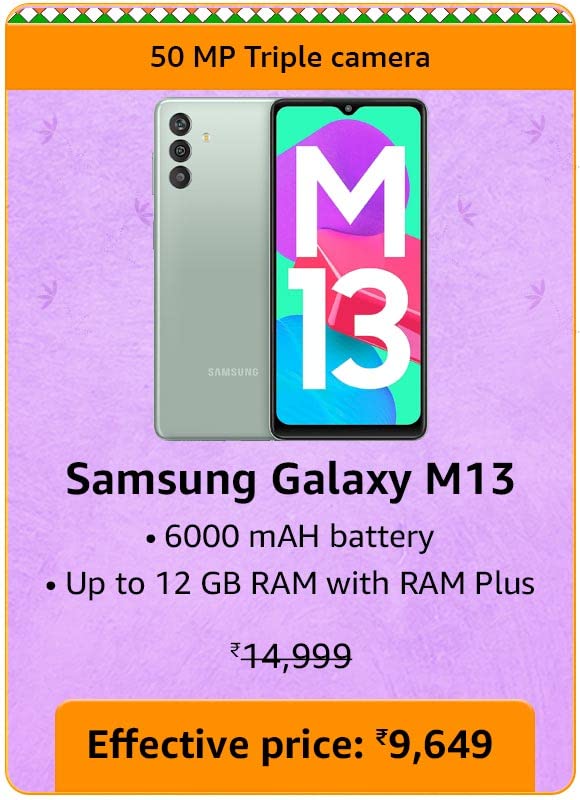 50 MP Triple camera
SAMSUNG
M
13
Samsung Galaxy M13
• 6000 mAH battery
• Up to 12 GB RAM with RAM Plus
₹14,999
Effective price: ₹9,649